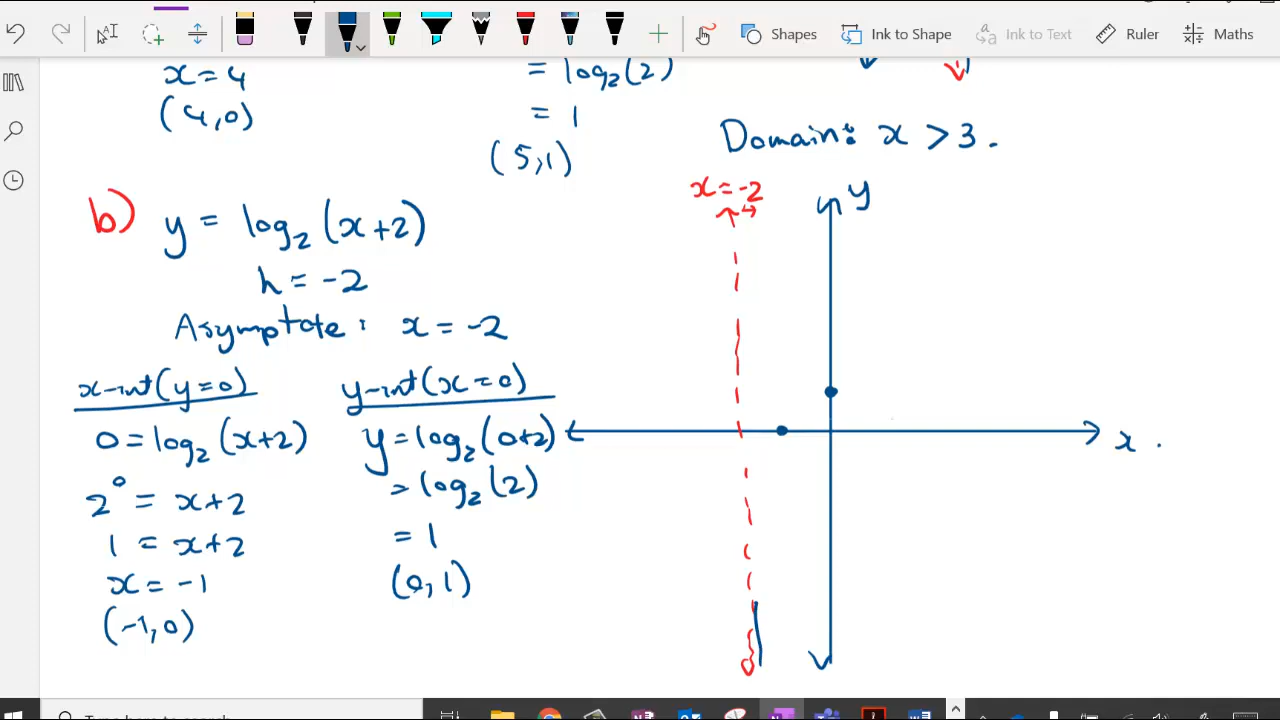 Shapes
Ink to Shape
Ink to Text
Ruler
Maths
x = 4
(4,0)
= log₂(2)
= 1
(5,1)
Domain: x > 3.
b) y = log₂(x+2)
h = -2
Asymptote: x = -2
x-int(y=0)
0 = log₂(x+2)
2⁰ = x+2
1 = x+2
x = -1
(-1,0)
y-int(x=0)
y = log₂(0+2)
= log₂(2)
= 1
(0,1)
x = -2
y
x